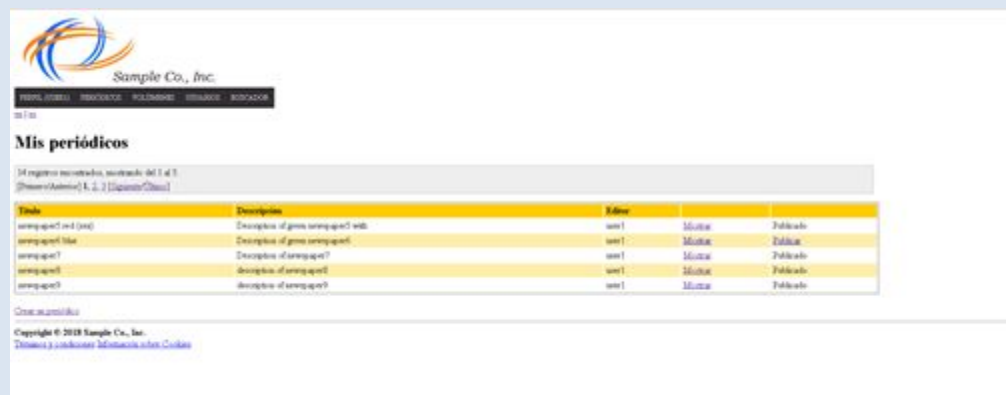 Sample Co., Inc.
PERFIL (USER1) PERIÓDICOS VOLÚMENES USUARIOS BUSCADOR
Mis periódicos
14 registros encontrados, mostrando del 1 al 5.
[Primero/Anterior] 1, 2, 3 [Siguiente/Último]
Título Descripción Editor
newspaper5 red (sex) Description of green newspaper5 with user1 Mostrar Publicado
newspaper6 blue Description of green newspaper6 user1 Mostrar Publicar
newspaper7 Description of newspaper7 user1 Mostrar Publicado
newspaper8 description of newspaper8 user1 Mostrar Publicado
newspaper9 description of newspaper9 user1 Mostrar Publicado
Crear un periódico
Copyright © 2018 Sample Co., Inc.
Términos y condiciones Información sobre Cookies